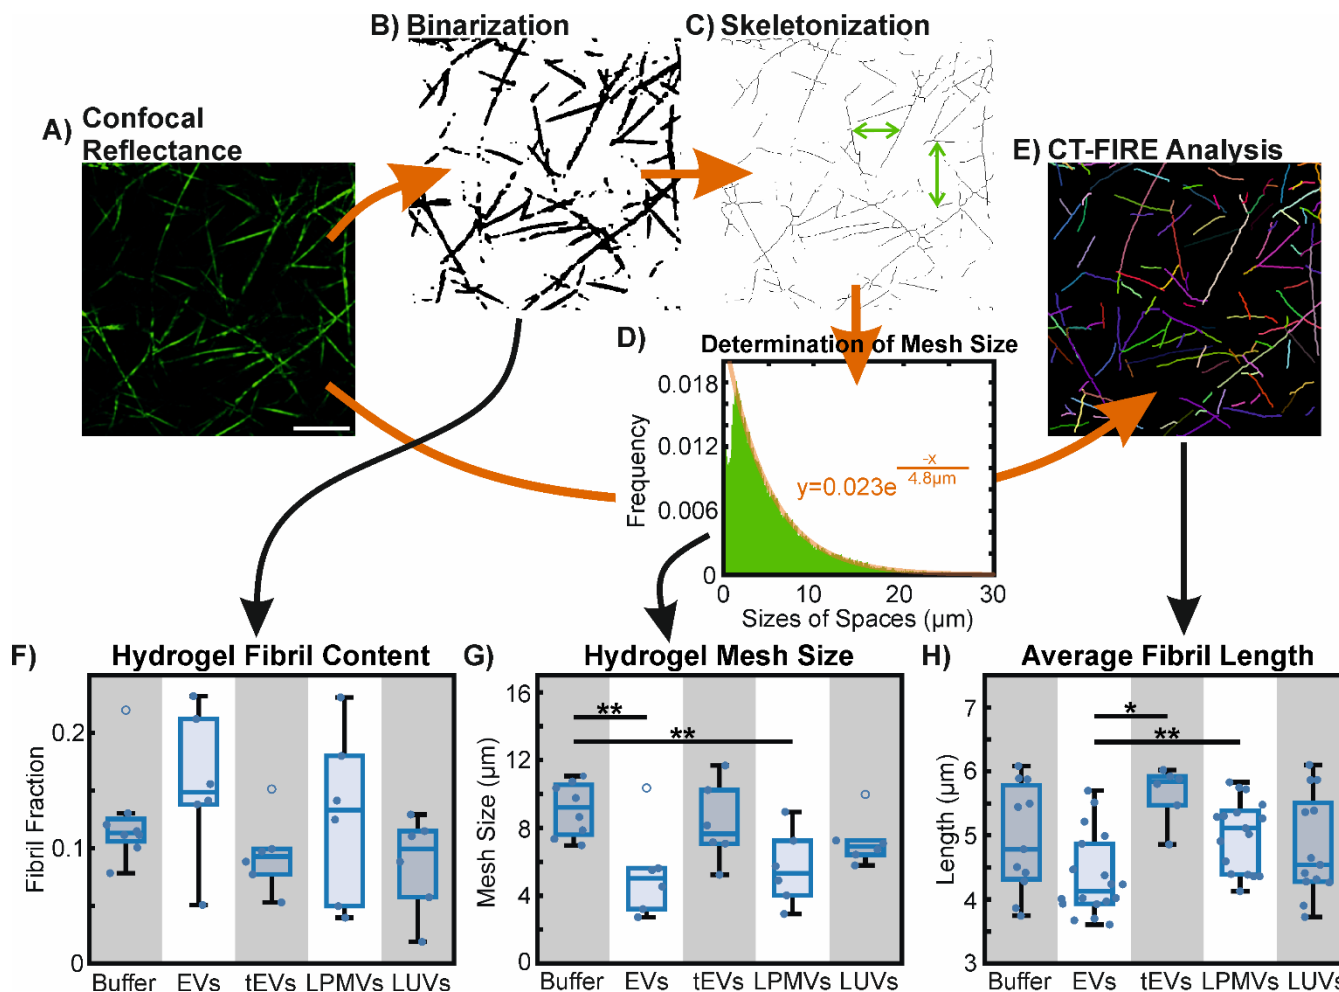 B) Binarization
C) Skeletonization
A) Confocal
Reflectance
E) CT-FIRE Analysis
D)
Determination of Mesh Size
0.018
0.012
0.006
0
Frequency
y=0.023e
-x
4.8µm
0 10 20 30
Sizes of Spaces (µm)
F) Hydrogel Fibril Content
0.2
0.1
0
Fibril Fraction
Buffer EVs tEVs LPMVs LUVs
G) Hydrogel Mesh Size
16
12
8
4
0
Mesh Size (µm)
**
**
Buffer EVs tEVs LPMVs LUVs
H) Average Fibril Length
7
6
5
4
3
Length (µm)
*
**
Buffer EVs tEVs LPMVs LUVs